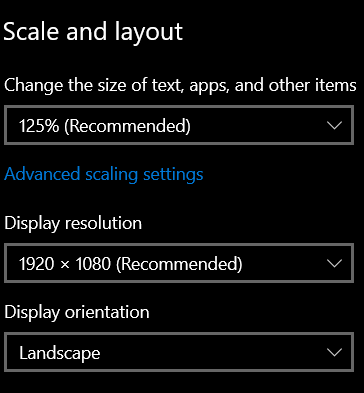 Scale and layout
Change the size of text, apps, and other items
125% (Recommended)
Advanced scaling settings
Display resolution
1920 × 1080 (Recommended)
Display orientation
Landscape